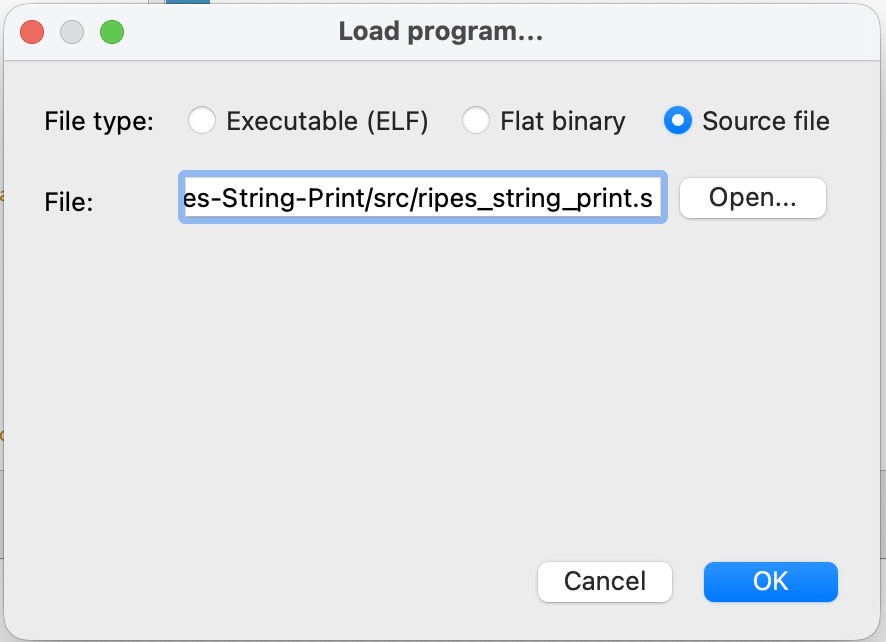 Load program...
File type: Executable (ELF) Flat binary Source file
File: es-String-Print/src/ripes_string_print.s Open...
Cancel OK